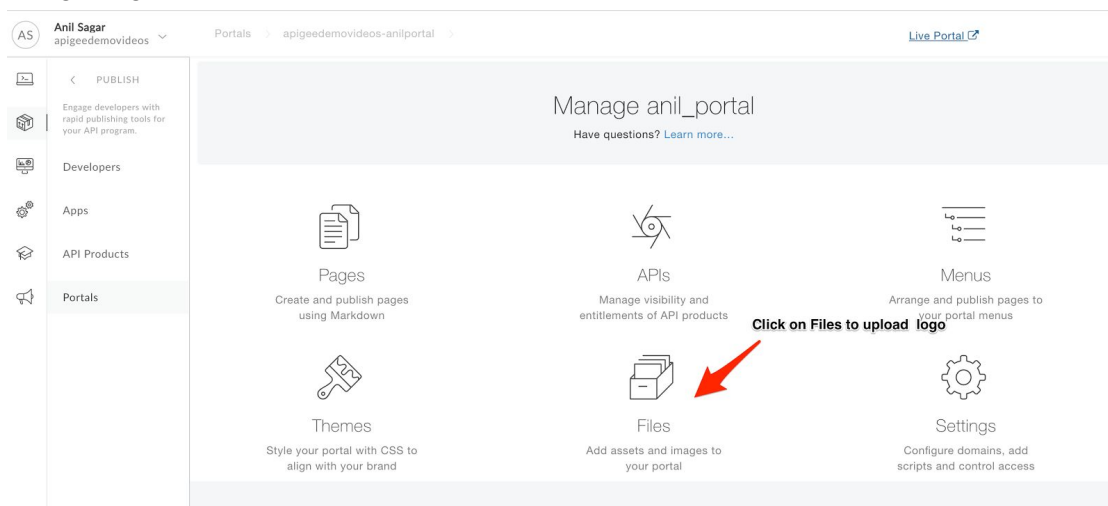 AS
Anil Sagar
apigeedemovideos
Portals > apigeedemovideos-anilportal >
Live Portal
< PUBLISH
Engage developers with
rapid publishing tools for
your API program.
Developers
Apps
API Products
Portals
Manage anil_portal
Have questions? Learn more...
Pages
Create and publish pages
using Markdown
APIs
Manage visibility and
entitlements of API products
Menus
Arrange and publish pages to
your portal menus
Click on Files to upload logo
Themes
Style your portal with CSS to
align with your brand
Files
Add assets and images to
your portal
Settings
Configure domains, add
scripts and control access